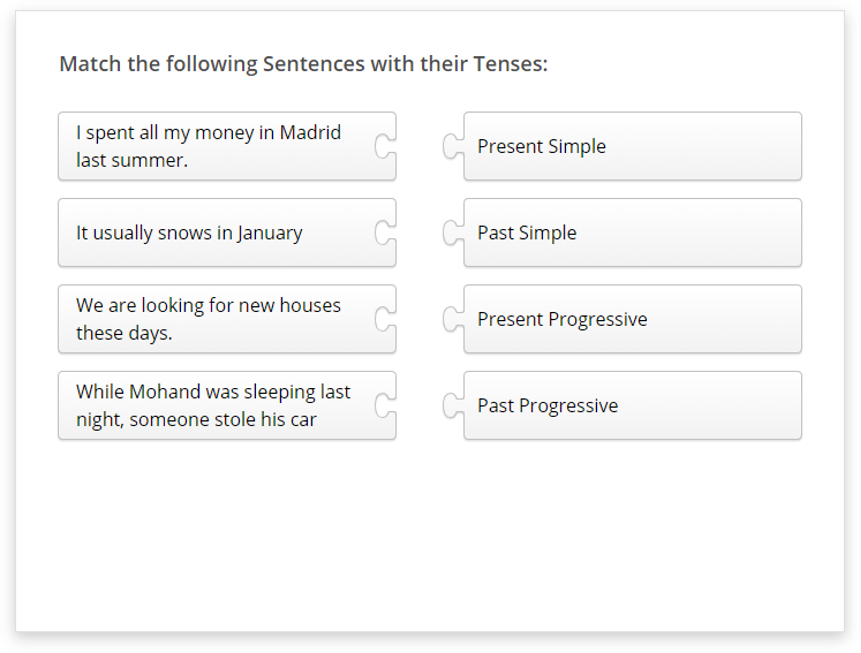 Match the following Sentences with their Tenses:
I spent all my money in Madrid
last summer.
Present Simple
It usually snows in January
Past Simple
We are looking for new houses
these days.
Present Progressive
While Mohand was sleeping last
night, someone stole his car
Past Progressive